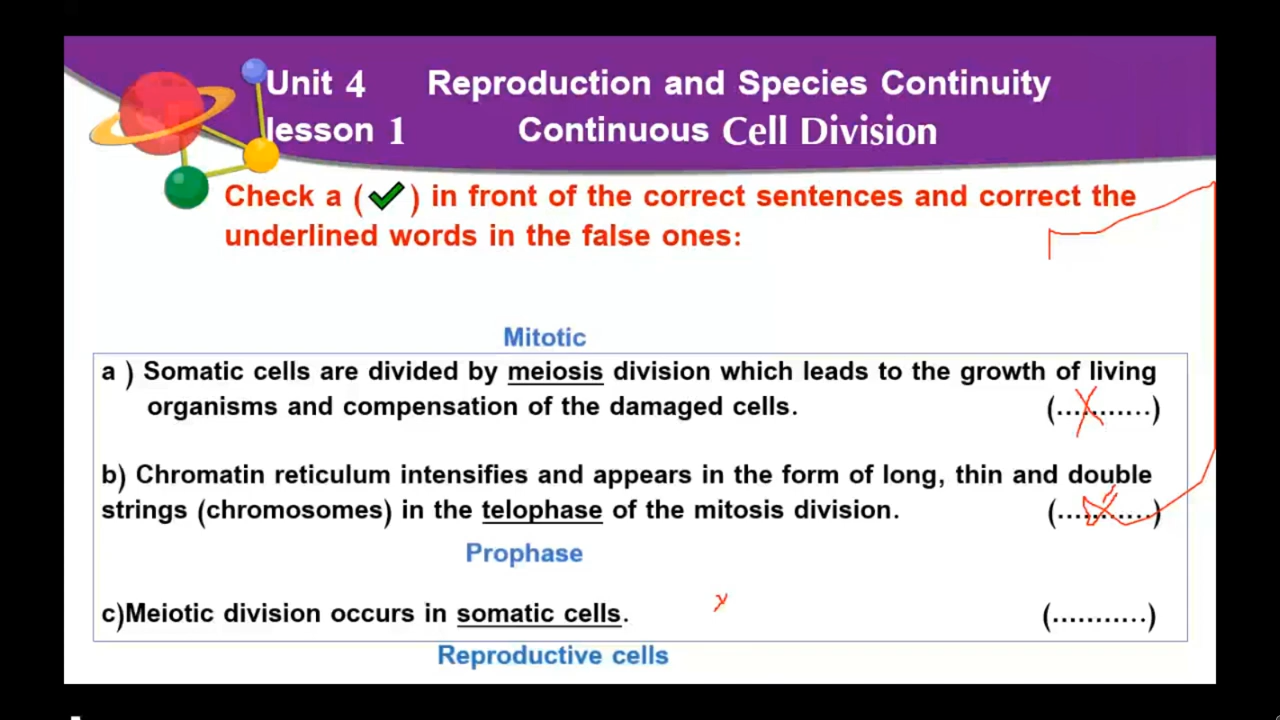 Unit 4 Reproduction and Species Continuity
lesson 1 Continuous Cell Division
Check a (✔) in front of the correct sentences and correct the
underlined words in the false ones:
Mitotic
a ) Somatic cells are divided by meiosis division which leads to the growth of living
organisms and compensation of the damaged cells. (...........)
b) Chromatin reticulum intensifies and appears in the form of long, thin and double
strings (chromosomes) in the telophase of the mitosis division. (...........)
Prophase
c)Meiotic division occurs in somatic cells. (...........)
Reproductive cells